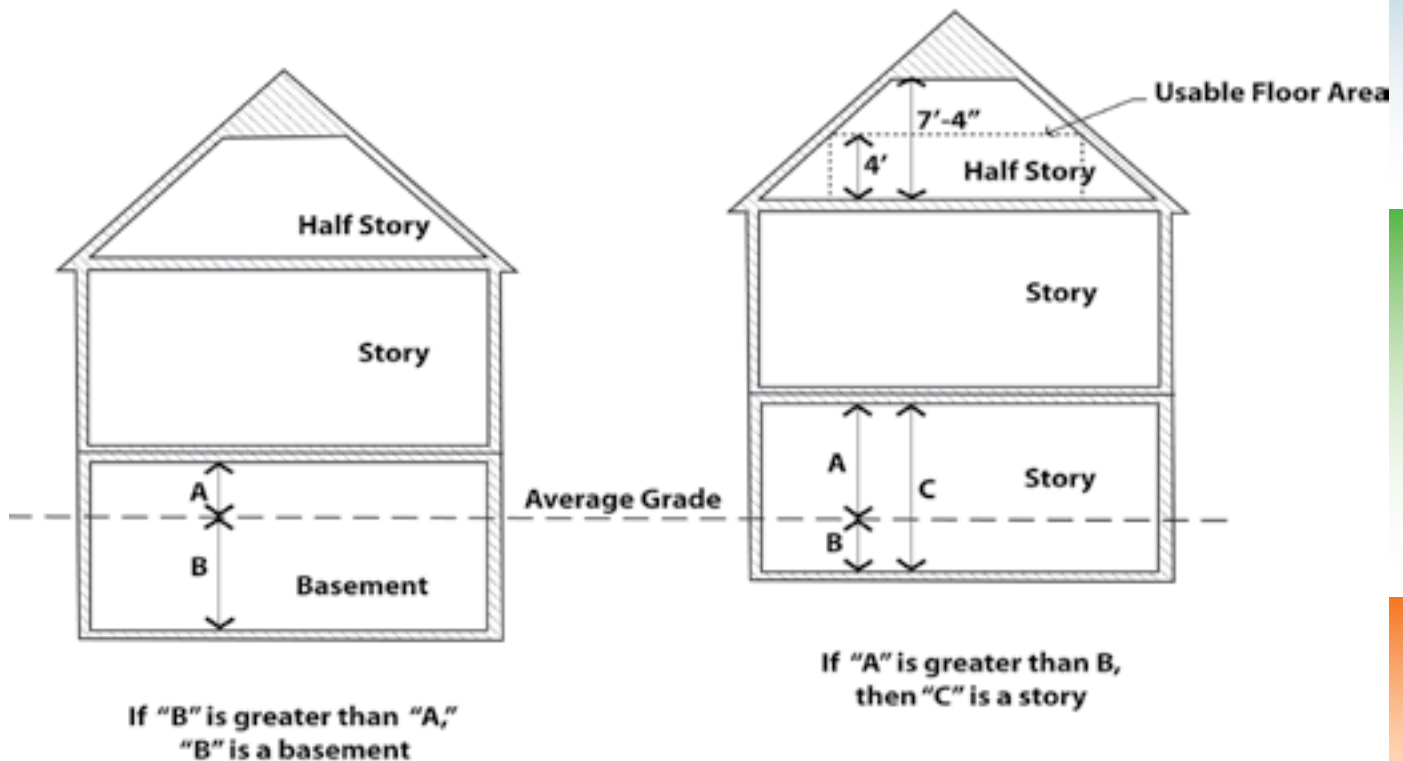 Half Story
Story
A
B
Basement
If “B” is greater than “A,”
“B” is a basement
Average Grade
Usable Floor Area
7’-4”
4’
Half Story
Story
A
C
Story
B
If “A” is greater than B,
then “C” is a story